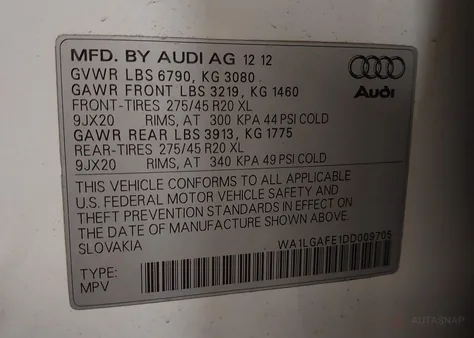 MFD. BY AUDI AG 12 12
GVWR LBS 6790, KG 3080
GAWR FRONT LBS 3219, KG 1460
FRONT-TIRES 275/45 R20 XL
9JX20 RIMS, AT 300 KPA 44 PSI COLD
GAWR REAR LBS 3913, KG 1775
REAR-TIRES 275/45 R20 XL
9JX20 RIMS, AT 340 KPA 49 PSI COLD
Audi
THIS VEHICLE CONFORMS TO ALL APPLICABLE
U.S. FEDERAL MOTOR VEHICLE SAFETY AND
THEFT PREVENTION STANDARDS IN EFFECT ON
THE DATE OF MANUFACTURE SHOWN ABOVE.
SLOVAKIA WA1LGAFE1DD009705
TYPE:
MPV
AUTASNAP